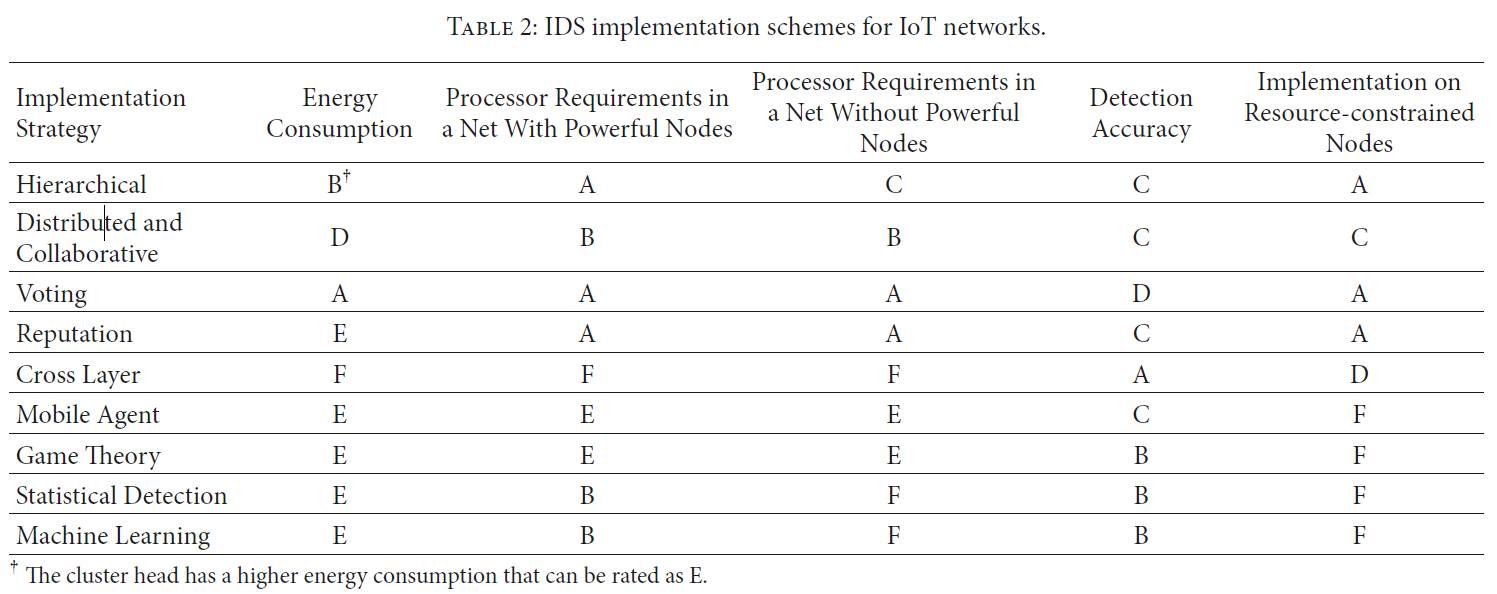 TABLE 2: IDS implementation schemes for IoT networks.
Implementation Strategy | Energy Consumption | Processor Requirements in a Net With Powerful Nodes | Processor Requirements in a Net Without Powerful Nodes | Detection Accuracy | Implementation on Resource-constrained Nodes
Hierarchical B† A C C A
Distributed and Collaborative D B B C C
Voting A A A D A
Reputation E A A C A
Cross Layer F F F A D
Mobile Agent E E E C F
Game Theory E E E B F
Statistical Detection E B F B F
Machine Learning E B F B F
† The cluster head has a higher energy consumption that can be rated as E.